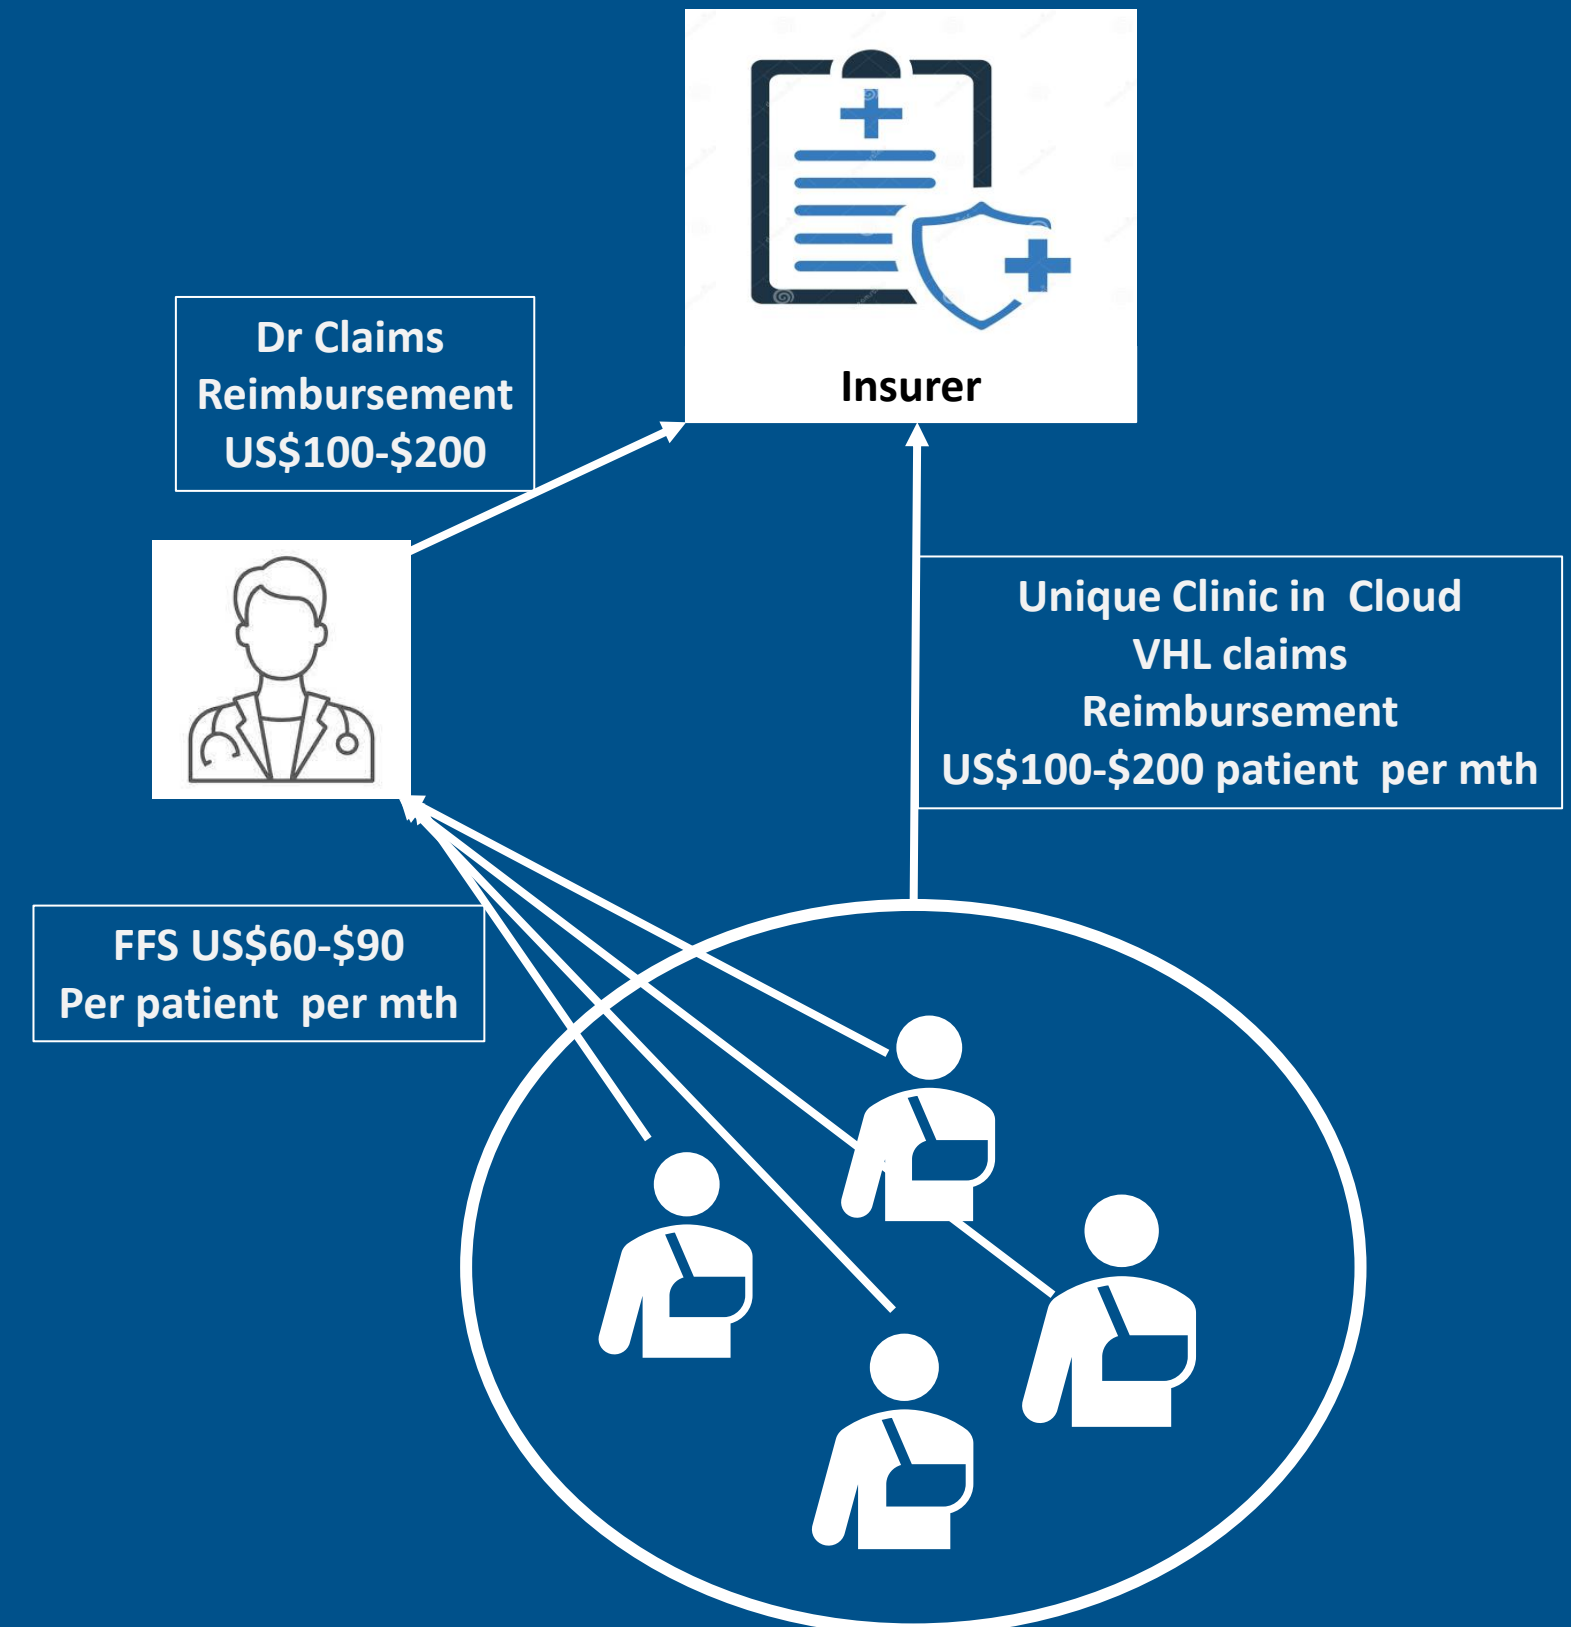 Insurer
Dr Claims
Reimbursement
US$100-$200
Unique Clinic in Cloud
VHL claims
Reimbursement
US$100-$200 patient per mth
FFS US$60-$90
Per patient per mth